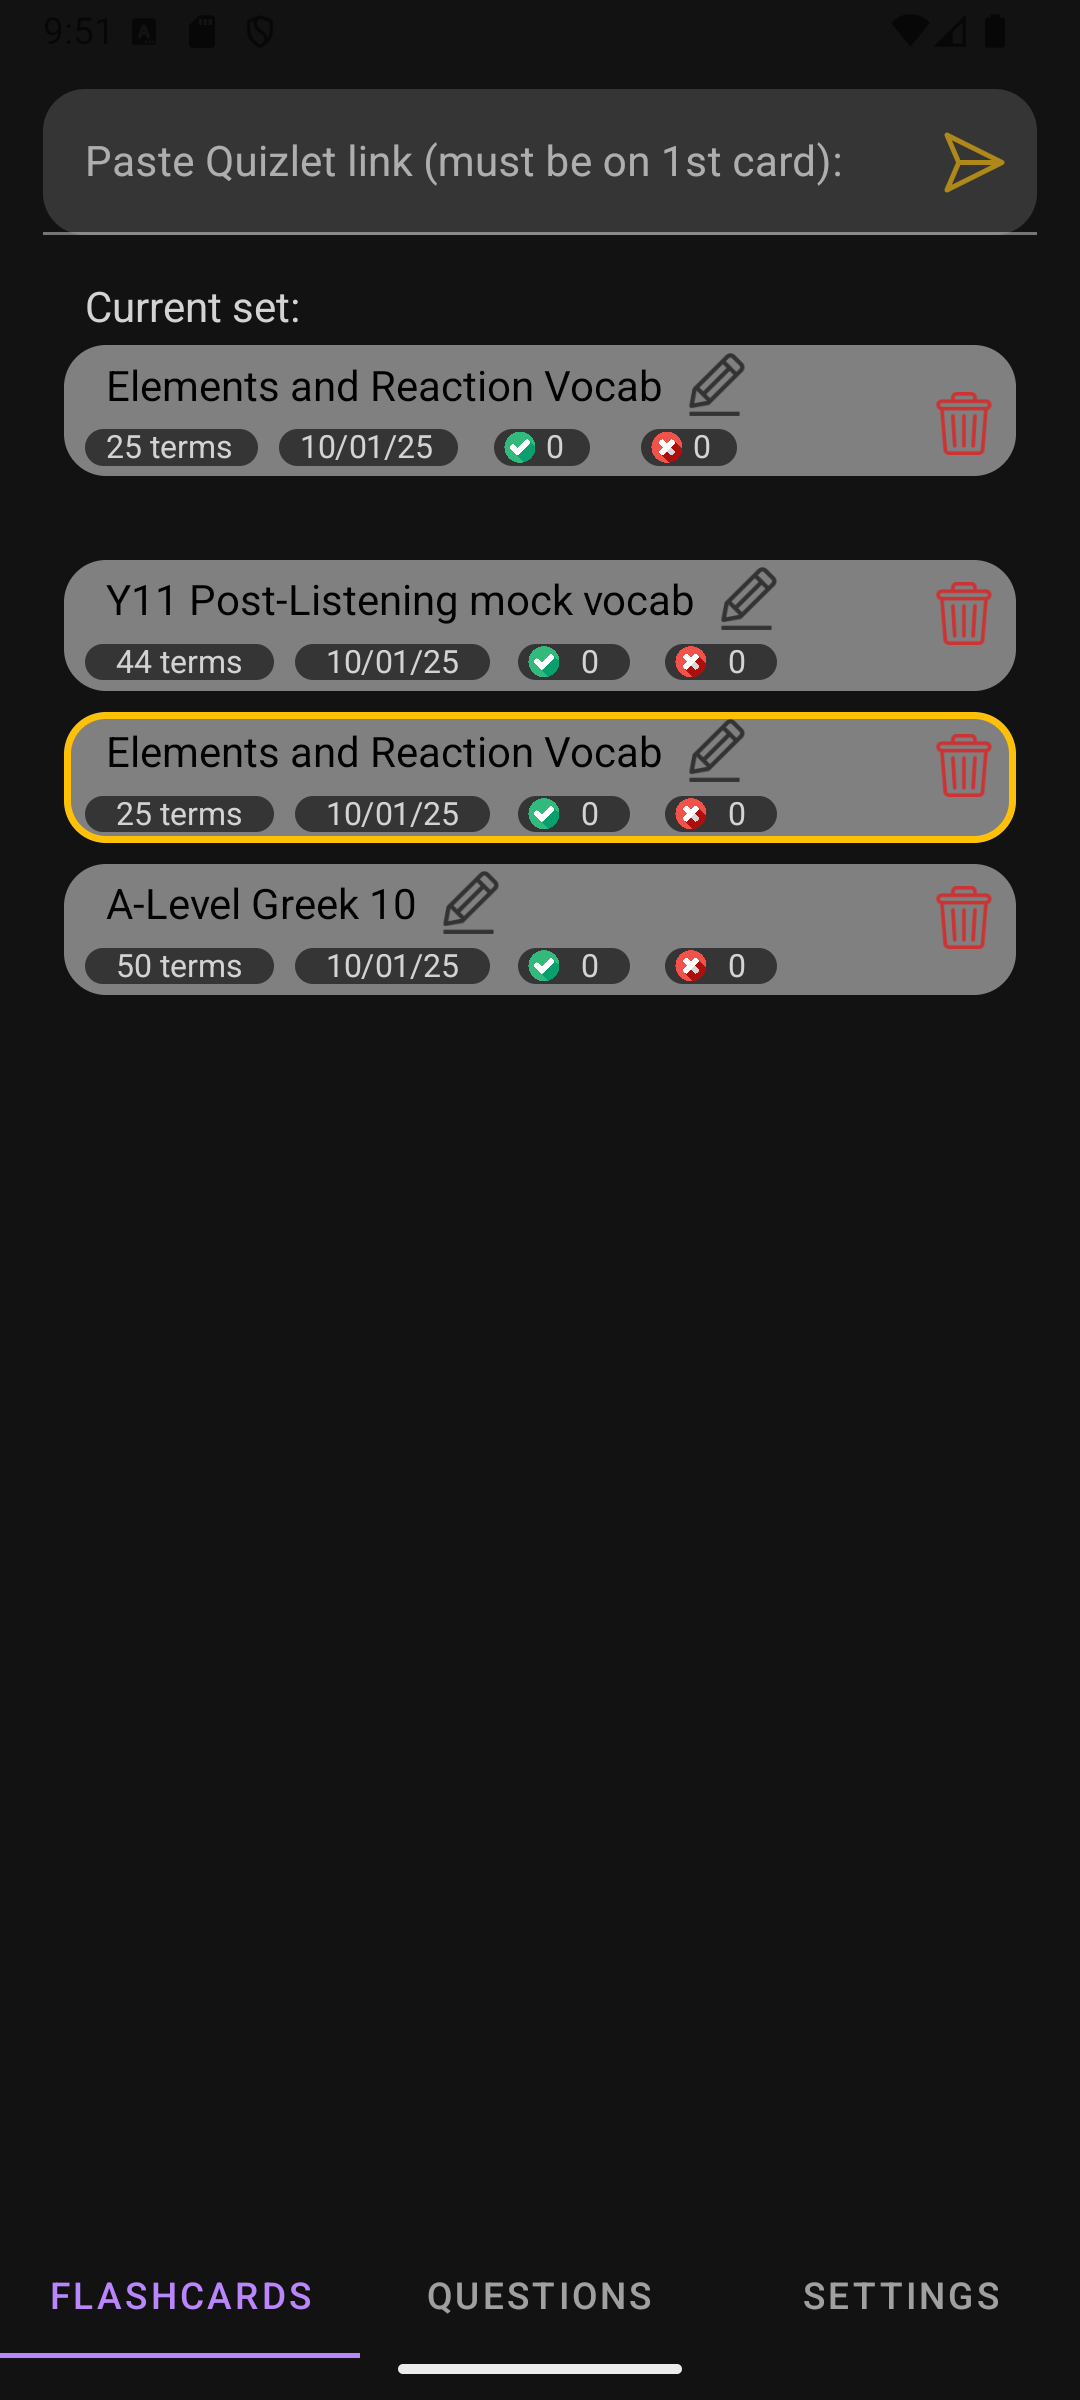 9:51
Paste Quizlet link (must be on 1st card):
Current set:
Elements and Reaction Vocab
25 terms 10/01/25 0 0
Y11 Post-Listening mock vocab
44 terms 10/01/25 0 0
Elements and Reaction Vocab
25 terms 10/01/25 0 0
A-Level Greek 10
50 terms 10/01/25 0 0
FLASHCARDS QUESTIONS SETTINGS